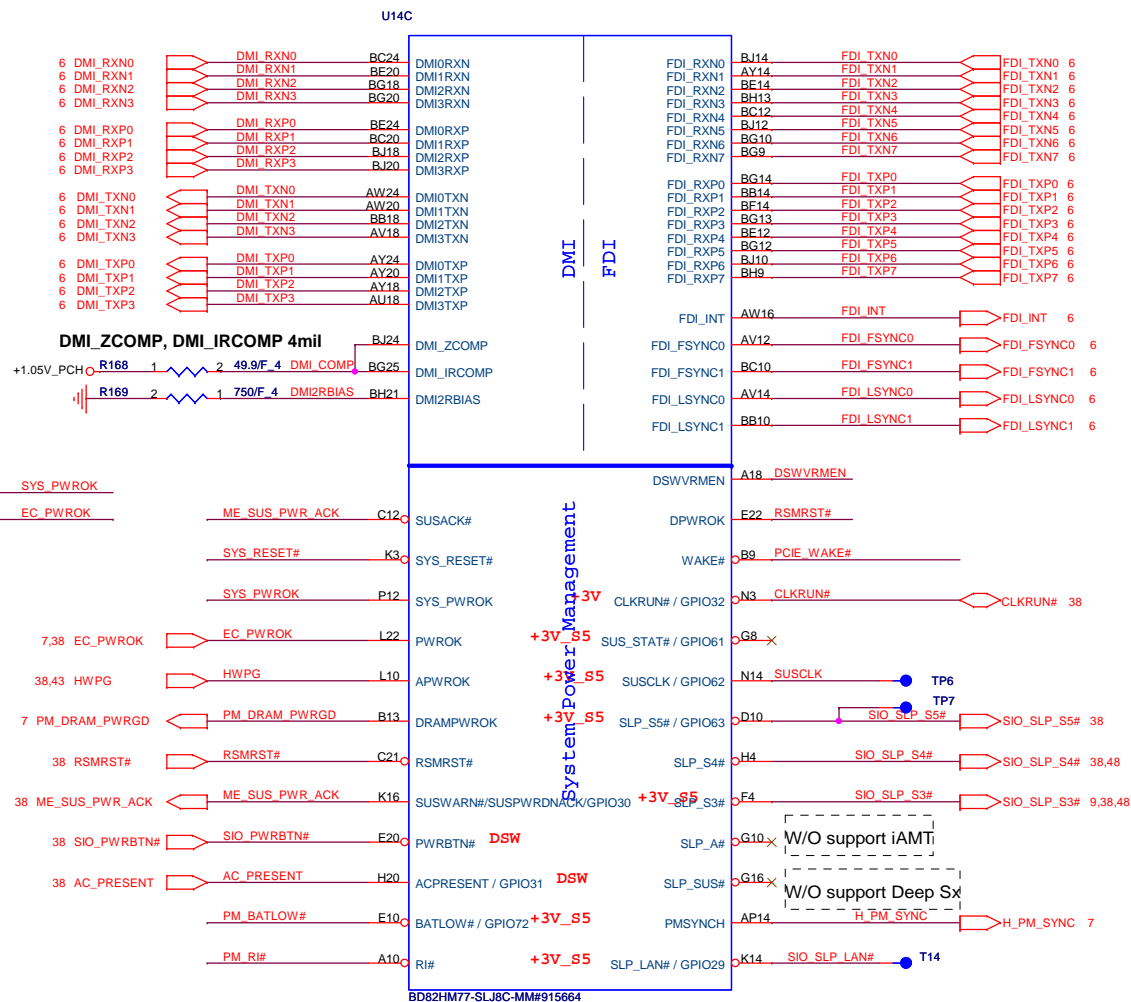 U14C
6 DMI_RXN0 DMI_RXN0 BC24 DMI0RXN FDI_RXN0 BJ14 FDI_TXN0 FDI_TXN0 6
6 DMI_RXN1 DMI_RXN1 BE20 DMI1RXN FDI_RXN1 AY14 FDI_TXN1 FDI_TXN1 6
6 DMI_RXN2 DMI_RXN2 BG18 DMI2RXN FDI_RXN2 BE14 FDI_TXN2 FDI_TXN2 6
6 DMI_RXN3 DMI_RXN3 BG20 DMI3RXN FDI_RXN3 BH13 FDI_TXN3 FDI_TXN3 6
FDI_RXN4 BC12 FDI_TXN4 FDI_TXN4 6
6 DMI_RXP0 DMI_RXP0 BE24 DMI0RXP FDI_RXN5 BJ12 FDI_TXN5 FDI_TXN5 6
6 DMI_RXP1 DMI_RXP1 BC20 DMI1RXP FDI_RXN6 BG10 FDI_TXN6 FDI_TXN6 6
6 DMI_RXP2 DMI_RXP2 BJ18 DMI2RXP FDI_RXN7 BG9 FDI_TXN7 FDI_TXN7 6
6 DMI_RXP3 DMI_RXP3 BJ20 DMI3RXP
FDI_RXP0 BG14 FDI_TXP0 FDI_TXP0 6
6 DMI_TXN0 DMI_TXN0 AW24 DMI0TXN FDI_RXP1 BB14 FDI_TXP1 FDI_TXP1 6
6 DMI_TXN1 DMI_TXN1 AW20 DMI1TXN FDI_RXP2 BF14 FDI_TXP2 FDI_TXP2 6
6 DMI_TXN2 DMI_TXN2 BB18 DMI2TXN FDI_RXP3 BG13 FDI_TXP3 FDI_TXP3 6
6 DMI_TXN3 DMI_TXN3 AV18 DMI3TXN FDI_RXP4 BE12 FDI_TXP4 FDI_TXP4 6
FDI_RXP5 BG12 FDI_TXP5 FDI_TXP5 6
6 DMI_TXP0 DMI_TXP0 AY24 DMI0TXP FDI_RXP6 BJ10 FDI_TXP6 FDI_TXP6 6
6 DMI_TXP1 DMI_TXP1 AY20 DMI1TXP FDI_RXP7 BH9 FDI_TXP7 FDI_TXP7 6
6 DMI_TXP2 DMI_TXP2 AY18 DMI2TXP
6 DMI_TXP3 DMI_TXP3 AU18 DMI3TXP
DMI FDI
FDI_INT AW16 FDI_INT FDI_INT 6
DMI_ZCOMP, DMI_IRCOMP 4mil
BJ24 DMI_ZCOMP FDI_FSYNC0 AV12 FDI_FSYNC0 FDI_FSYNC0 6
+1.05V_PCH R168 1 2 49.9/F_4 DMI_COMP BG25 DMI_IRCOMP FDI_FSYNC1 BC10 FDI_FSYNC1 FDI_FSYNC1 6
R169 2 1 750/F_4 DMI2RBIAS BH21 DMI2RBIAS FDI_LSYNC0 AV14 FDI_LSYNC0 FDI_LSYNC0 6
FDI_LSYNC1 BB10 FDI_LSYNC1 FDI_LSYNC1 6
System Power Management
DSWVRMEN A18 DSWVRMEN
SYS_PWROK
EC_PWROK ME_SUS_PWR_ACK C12 SUSACK# DPWROK E22 RSMRST#
SYS_RESET# K3 SYS_RESET# WAKE# B9 PCIE_WAKE#
SYS_PWROK P12 SYS_PWROK +3V CLKRUN# / GPIO32 N3 CLKRUN# CLKRUN# 38
7,38 EC_PWROK EC_PWROK L22 PWROK +3V_S5 SUS_STAT# / GPIO61 G8
38,43 HWPG HWPG L10 APWROK +3V_S5 SUSCLK / GPIO62 N14 SUSCLK TP6
TP7
7 PM_DRAM_PWRGD PM_DRAM_PWRGD B13 DRAMPWROK +3V_S5 SLP_S5# / GPIO63 D10 SIO_SLP_S5# SIO_SLP_S5# 38
38 RSMRST# RSMRST# C21 RSMRST# SLP_S4# H4 SIO_SLP_S4# SIO_SLP_S4# 38,48
38 ME_SUS_PWR_ACK ME_SUS_PWR_ACK K16 SUSWARN#/SUSPWRDNACK/GPIO30 +3V_S5 SLP_S3# F4 SIO_SLP_S3# SIO_SLP_S3# 9,38,48
38 SIO_PWRBTN# SIO_PWRBTN# E20 PWRBTN# DSW SLP_A# G10 W/O support iAMT
38 AC_PRESENT AC_PRESENT H20 ACPRESENT / GPIO31 DSW SLP_SUS# G16 W/O support Deep Sx
PM_BATLOW# E10 BATLOW# / GPIO72 +3V_S5 PMSYNCH AP14 H_PM_SYNC H_PM_SYNC 7
PM_RI# A10 RI# +3V_S5 SLP_LAN# / GPIO29 K14 SIO_SLP_LAN# T14
BD82HM77-SLJ8C-MM#915664